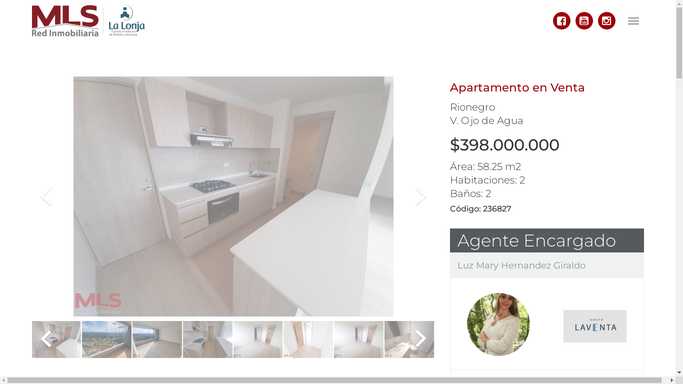 MLS
Red Inmobiliaria
La Lonja
Apartamento en Venta
Rionegro
V. Ojo de Agua
$398.000.000
Área: 58.25 m2
Habitaciones: 2
Baños: 2
Código: 236827
Agente Encargado
Luz Mary Hernandez Giraldo
LAVENTA
MLS